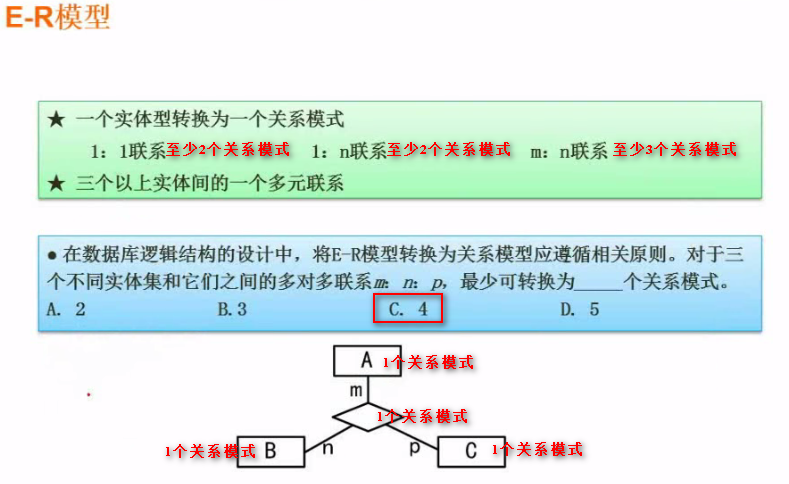 E-R模型
★ 一个实体型转换为一个关系模式
1：1联系至少2个关系模式 1：n联系至少2个关系模式 m：n联系 至少3个关系模式
★ 三个以上实体间的一个多元联系
● 在数据库逻辑结构的设计中，将E-R模型转换为关系模型应遵循相关原则。对于三
个不同实体集和它们之间的多对多联系m：n：p，最少可转换为_____个关系模式。
A. 2 B.3 C. 4 D. 5
A 1个关系模式
m
1个关系模式
1个关系模式 B n p C 1个关系模式